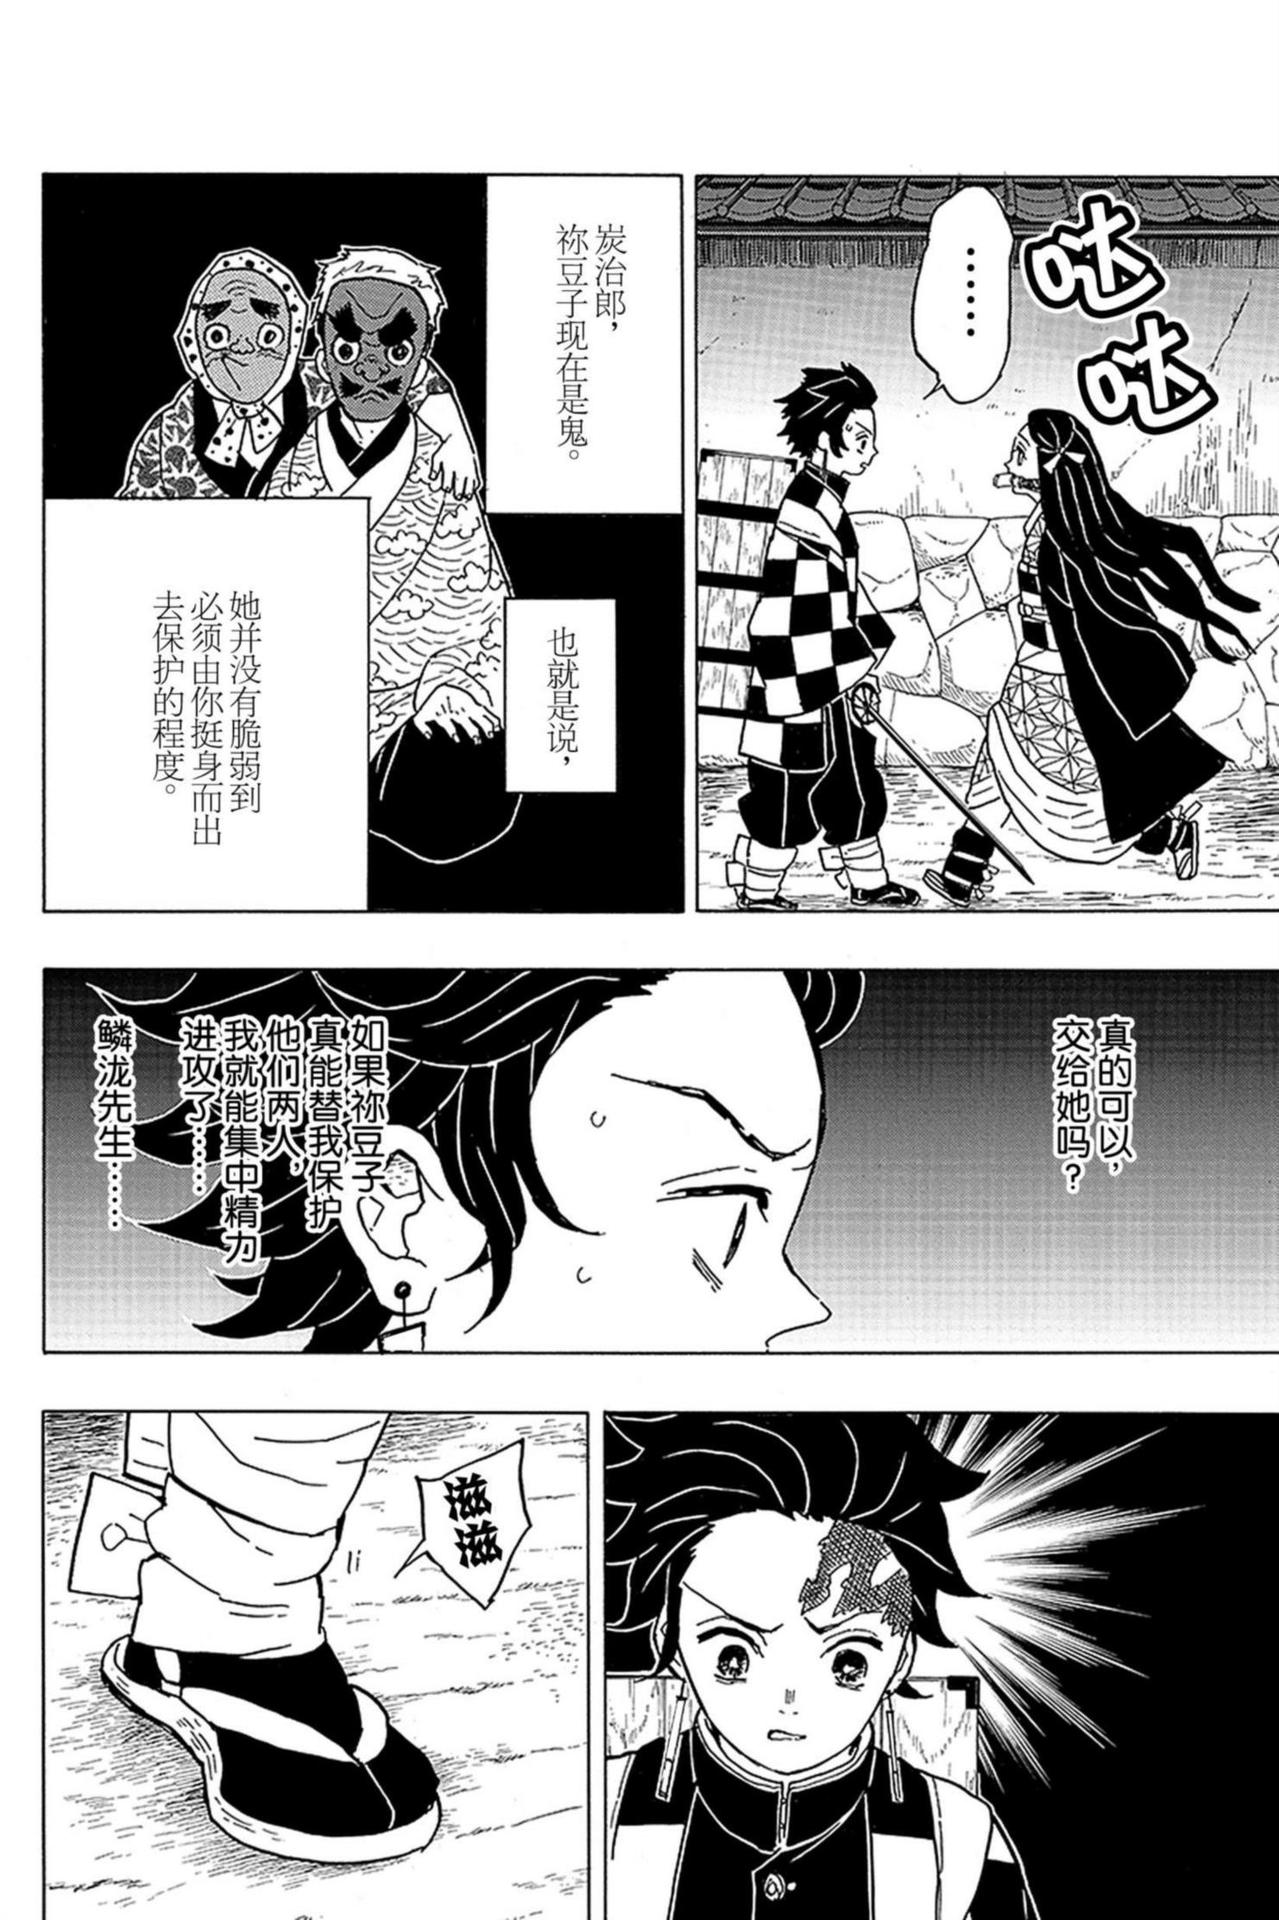 哒
哒
……
炭治郎，
祢豆子现在是鬼。
也就是说，
她并没有脆弱到
必须由你挺身而出
去保护的程度。
真的可以，
交给她吗？
如果祢豆子
真能替我保护
他们两人，
我就能集中精力
进攻了……
鳞泷先生……
滋
滋